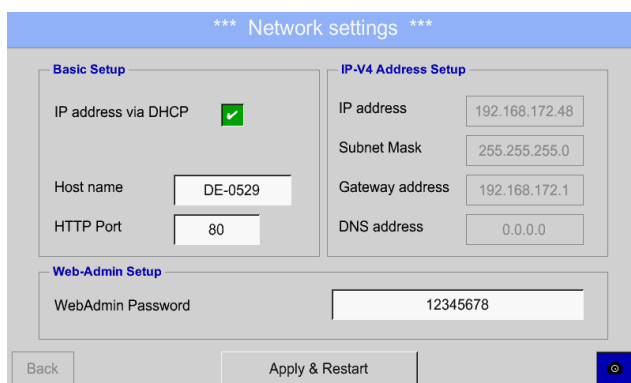 *** Network settings ***
Basic Setup
IP address via DHCP
Host name DE-0529
HTTP Port 80
IP-V4 Address Setup
IP address 192.168.172.48
Subnet Mask 255.255.255.0
Gateway address 192.168.172.1
DNS address 0.0.0.0
Web-Admin Setup
WebAdmin Password 12345678
Back Apply & Restart